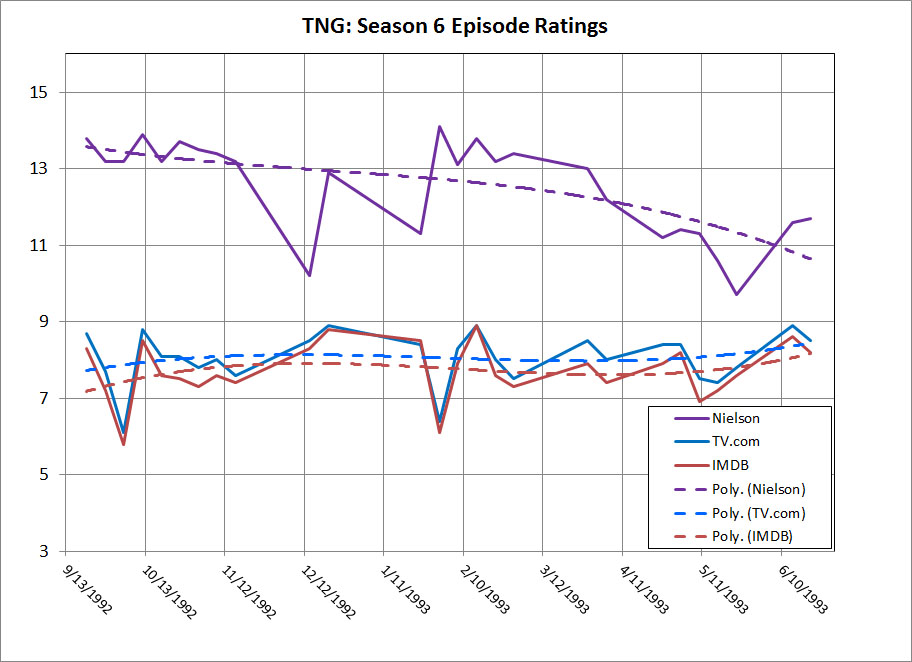 TNG: Season 6 Episode Ratings
15
13
11
9
7
5
3
Nielson
TV.com
IMDB
Poly. (Nielson)
Poly. (TV.com)
Poly. (IMDB)
9/13/1992
10/13/1992
11/12/1992
12/12/1992
1/11/1993
2/10/1993
3/12/1993
4/11/1993
5/11/1993
6/10/1993